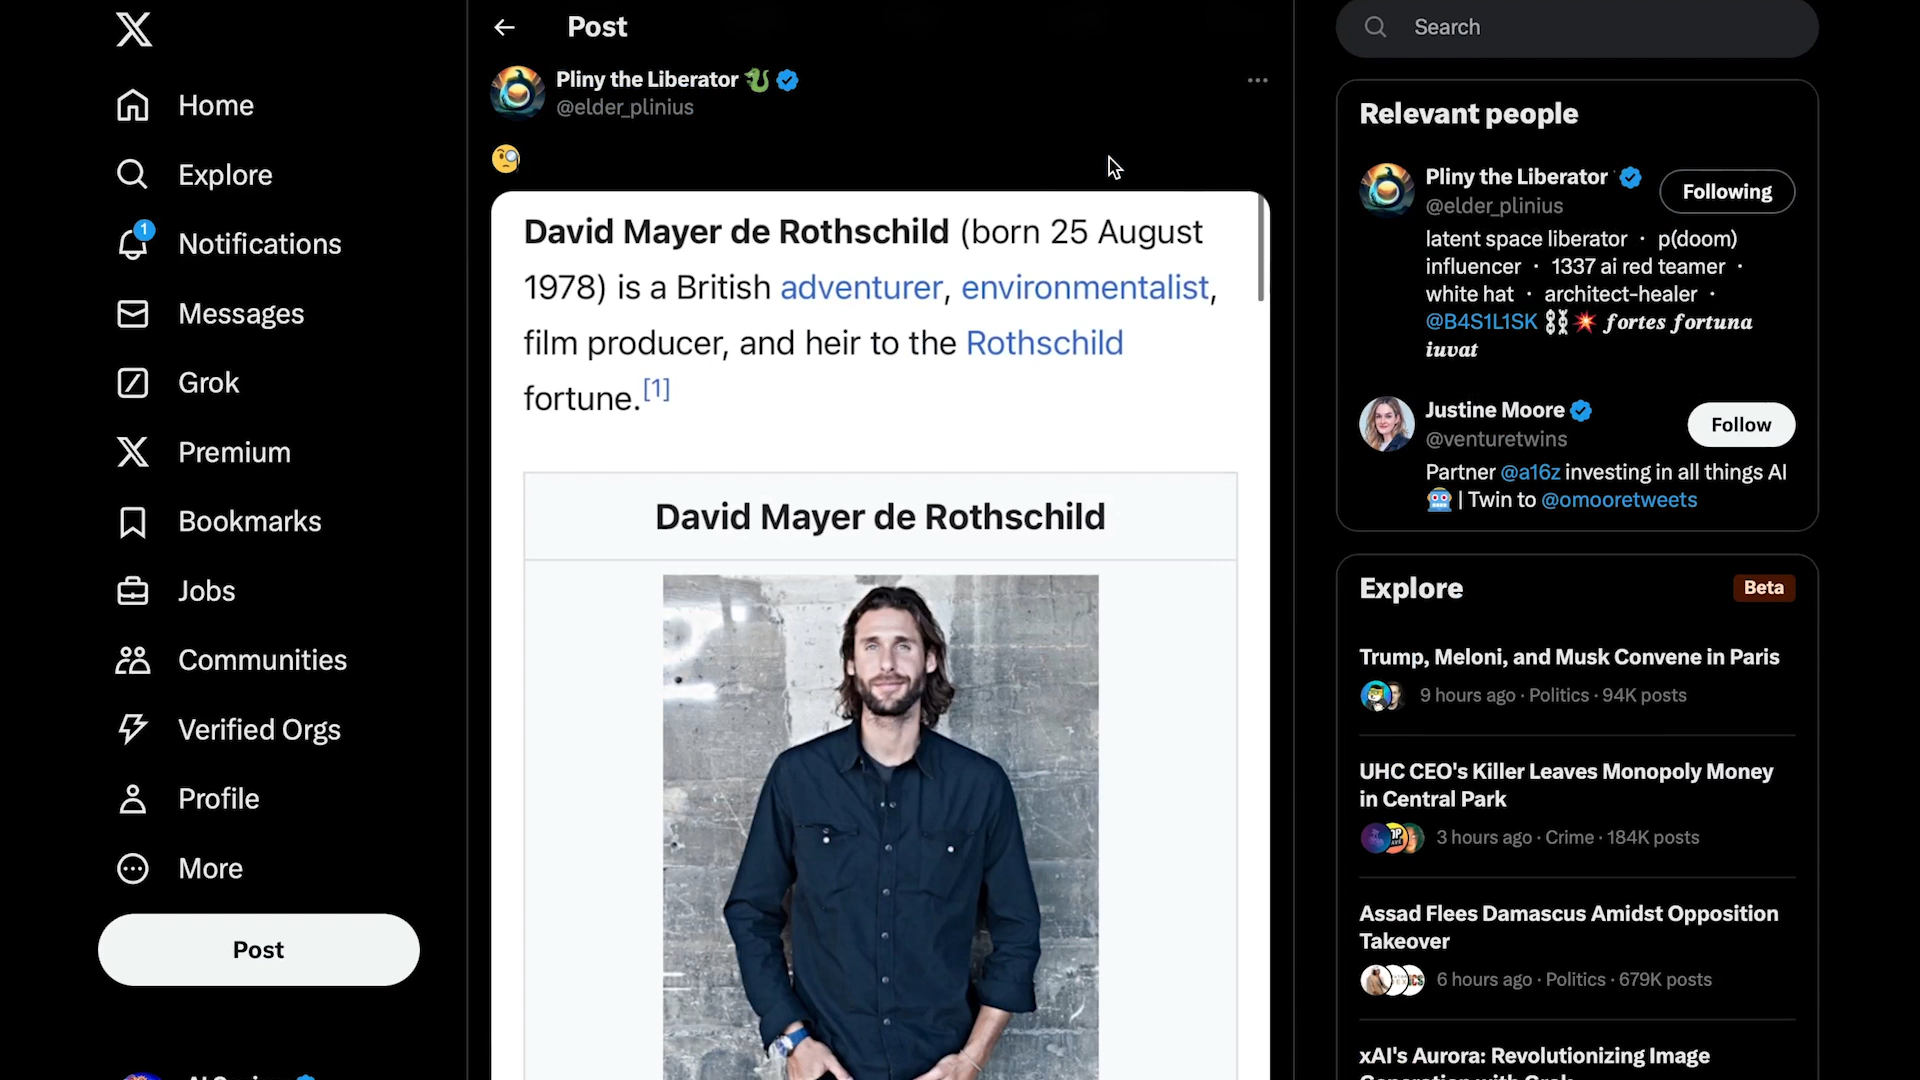 Home
Explore
1
Notifications
Messages
Grok
Premium
Bookmarks
Jobs
Communities
Verified Orgs
Profile
More
Post
Post
Pliny the Liberator
@elder_plinius
David Mayer de Rothschild (born 25 August
1978) is a British adventurer, environmentalist,
film producer, and heir to the Rothschild
fortune.[1]
David Mayer de Rothschild
Search
Relevant people
Pliny the Liberator
@elder_plinius
Following
latent space liberator · p(doom)
influencer · 1337 ai red teamer ·
white hat · architect-healer ·
@B4S1L1SK ⛓💥 fortes fortuna
iuvat
Justine Moore
@venturetwins
Follow
Partner @a16z investing in all things AI
🤖 | Twin to @omooretweets
Explore
Beta
Trump, Meloni, and Musk Convene in Paris
9 hours ago · Politics · 94K posts
UHC CEO's Killer Leaves Monopoly Money
in Central Park
3 hours ago · Crime · 184K posts
Assad Flees Damascus Amidst Opposition
Takeover
6 hours ago · Politics · 679K posts
xAI's Aurora: Revolutionizing Image